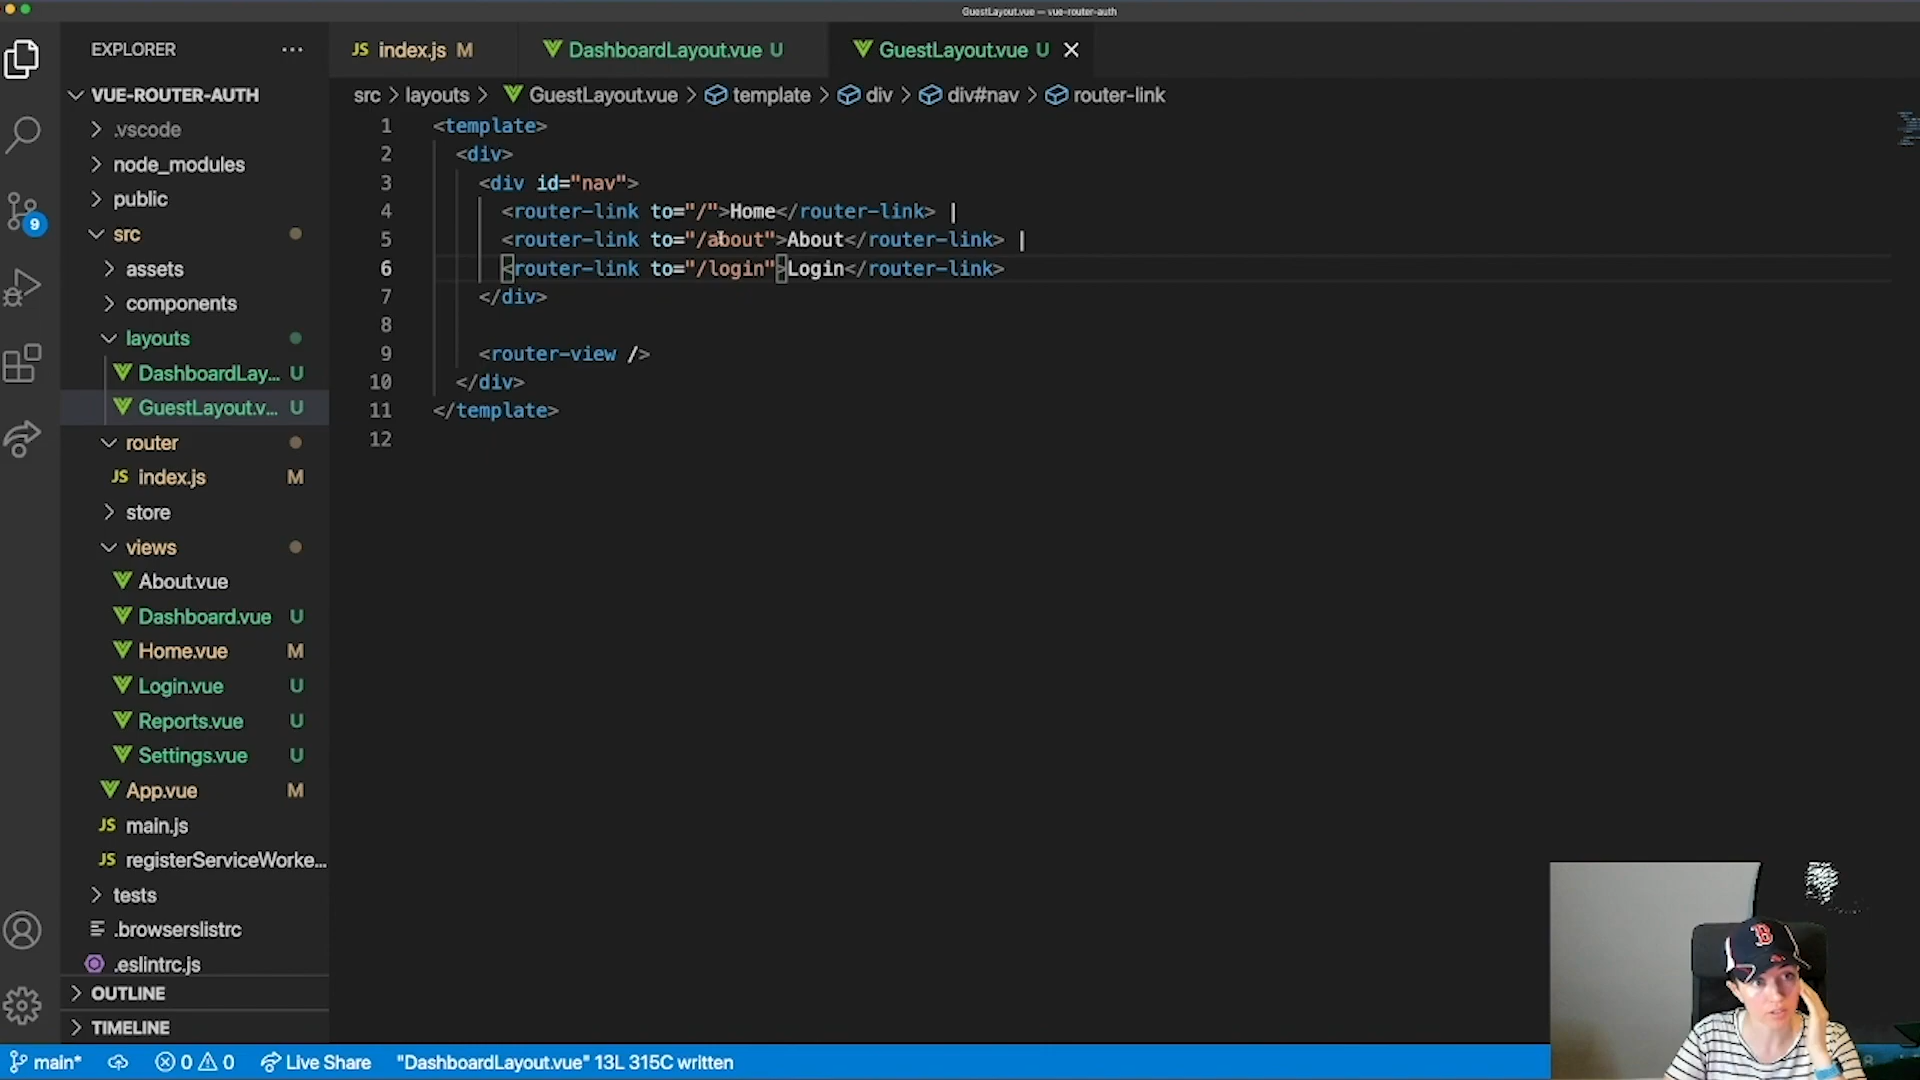 GuestLayout.vue — vue-router-auth
EXPLORER ...
JS index.js M
DashboardLayout.vue U
GuestLayout.vue U
VUE-ROUTER-AUTH
src > layouts > GuestLayout.vue > template > div > div#nav > router-link
.vscode
node_modules
public
9
src
assets
components
layouts
DashboardLay... U
GuestLayout.v... U
router
JS index.js M
store
views
About.vue
Dashboard.vue U
Home.vue M
Login.vue U
Reports.vue U
Settings.vue U
App.vue M
JS main.js
JS registerServiceWorke...
tests
.browserslistrc
.eslintrc.js
OUTLINE
TIMELINE
1 <template>
2 <div>
3 <div id="nav">
4 <router-link to="/">Home</router-link> |
5 <router-link to="/about">About</router-link> |
6 <router-link to="/login">Login</router-link>
7 </div>
8
9 <router-view />
10 </div>
11 </template>
12
B
main* 0 0 Live Share "DashboardLayout.vue" 13L 315C written